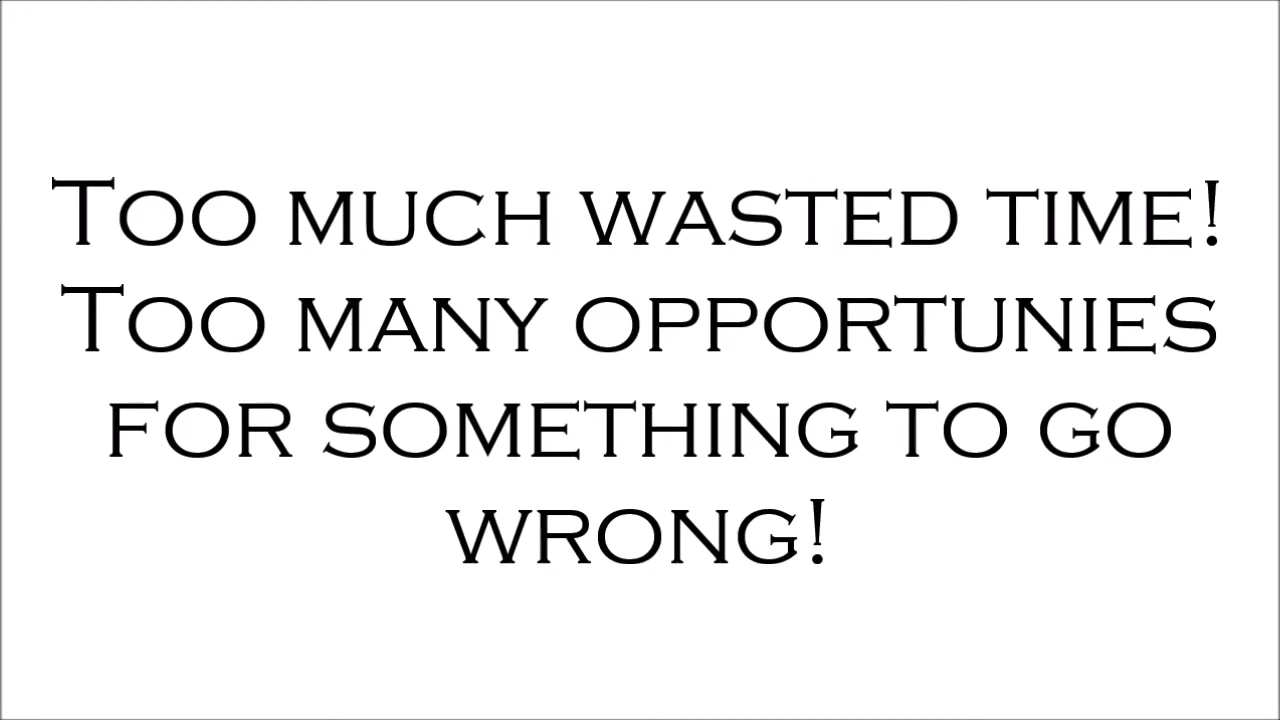 Too much wasted time!
Too many opportunies
for something to go
wrong!